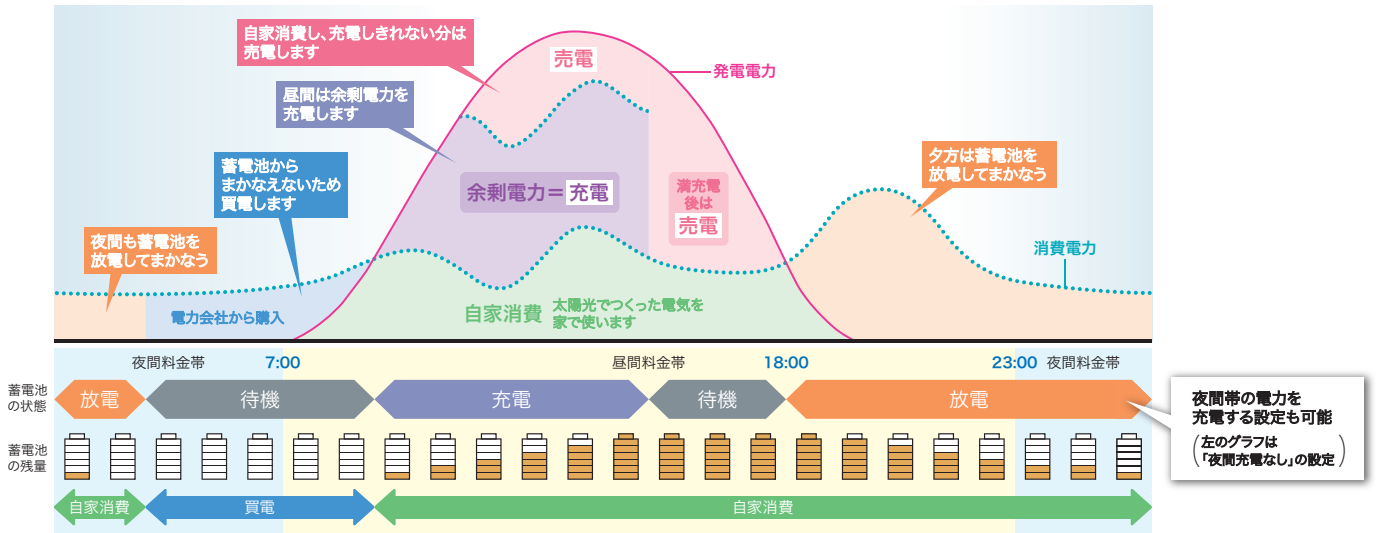 自家消費し、充電しきれない分は
売電します
売電
発電電力
昼間は余剰電力を
充電します
蓄電池から
まかなえないため
買電します
余剰電力＝充電
満充電
後は
売電
夕方は蓄電池を
放電してまかなう
夜間も蓄電池を
放電してまかなう
消費電力
電力会社から購入
自家消費
太陽光でつくった電気を
家で使います
夜間料金帯
7:00
昼間料金帯
18:00
23:00
夜間料金帯
蓄電池
の状態
放電
待機
充電
待機
放電
夜間帯の電力を
充電する設定も可能
（左のグラフは
「夜間充電なし」の設定）
蓄電池
の残量
自家消費
買電
自家消費